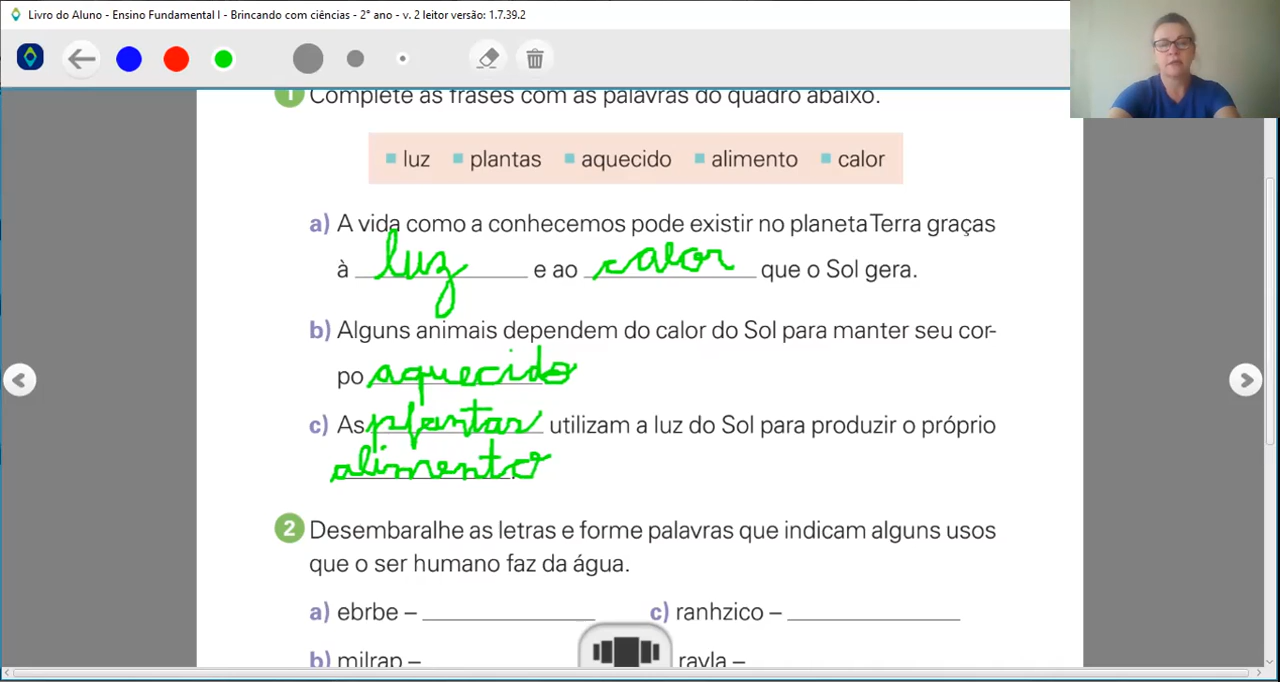 Livro do Aluno - Ensino Fundamental I - Brincando com ciências - 2° ano - v. 2 leitor versão: 1.7.39.2
1 Complete as frases com as palavras do quadro abaixo.
luz plantas aquecido alimento calor
a) A vida como a conhecemos pode existir no planeta Terra graças
à luz e ao calor que o Sol gera.
b) Alguns animais dependem do calor do Sol para manter seu cor-
po aquecido
c) As plantas utilizam a luz do Sol para produzir o próprio
alimento.
2 Desembaralhe as letras e forme palavras que indicam alguns usos
que o ser humano faz da água.
a) ebrbe – c) ranhzico –
b) milrap – ravla –